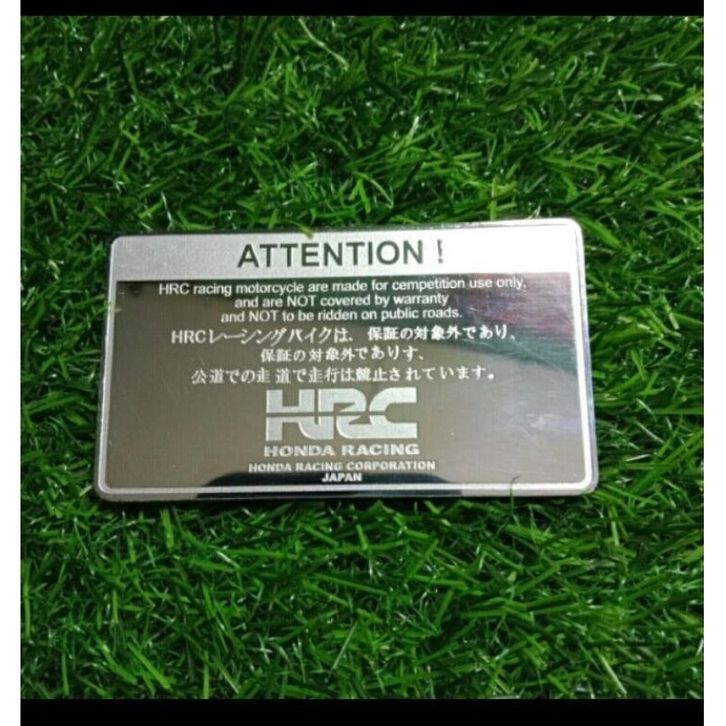 ATTENTION !
HRC racing motorcycle are made for cempetition use only,
and are NOT covered by warranty
and NOT to be ridden on public roads.
HRCレーシングバイクは、保証の対象外であり、
保証の対象外でありす、
公道での走 道で走行は禁止されています。
HRC
HONDA RACING
HONDA RACING CORPORATION
JAPAN